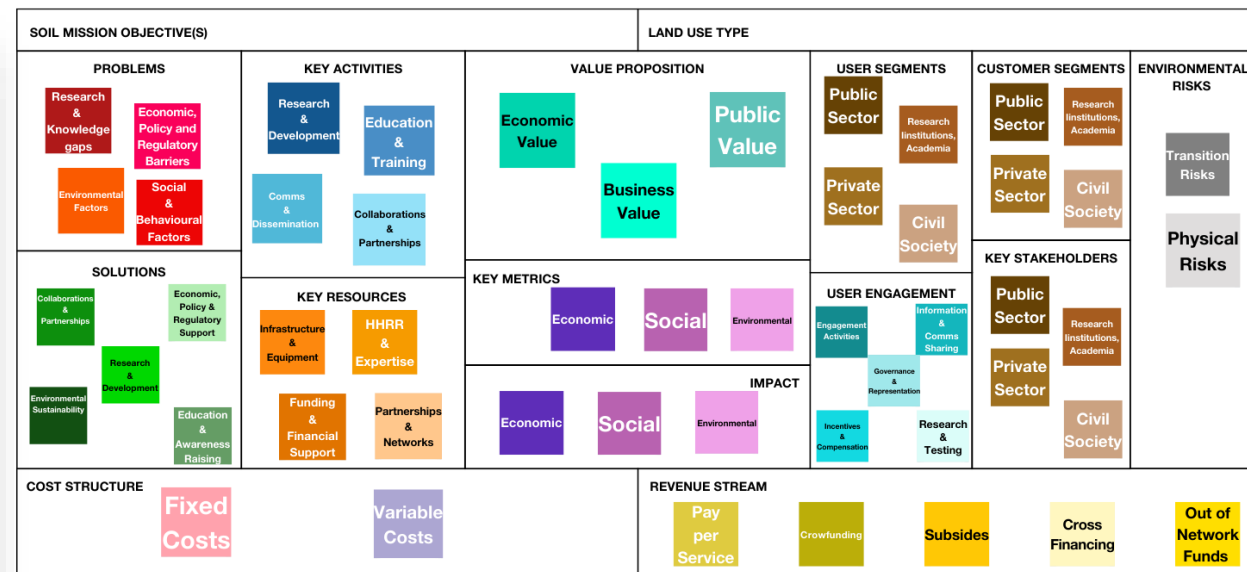 SOIL MISSION OBJECTIVE(S)
LAND USE TYPE
PROBLEMS
Research
&
Knowledge
gaps
Economic,
Policy and
Regulatory
Barriers
Environmental
Factors
Social
&
Behavioural
Factors
SOLUTIONS
Collaborations
&
Partnerships
Economic,
Policy &
Regulatory
Support
Research
&
Development
Environmental
Sustainability
Education
&
Awareness
Raising
KEY ACTIVITIES
Research
&
Development
Education
&
Training
Comms
&
Dissemination
Collaborations
& Partnerships
KEY RESOURCES
Infrastructure
&
Equipment
HHRR
&
Expertise
Funding
&
Financial
Support
Partnerships
&
Networks
VALUE PROPOSITION
Economic
Value
Public
Value
Business
Value
KEY METRICS
Economic
Social
Environmental
IMPACT
Economic
Social
Environmental
USER SEGMENTS
Public
Sector
Research
Iinstitutions,
Academia
Private
Sector
Civil
Society
USER ENGAGEMENT
Engagement
Activities
Information
&
Comms
Sharing
Governance
&
Representation
Incentives
&
Compensation
Research
&
Testing
CUSTOMER SEGMENTS
Public
Sector
Research
Iinstitutions,
Academia
Private
Sector
Civil
Society
KEY STAKEHOLDERS
Public
Sector
Research
Iinstitutions,
Academia
Private
Sector
Civil
Society
ENVIRONMENTAL
RISKS
Transition
Risks
Physical
Risks
COST STRUCTURE
Fixed
Costs
Variable
Costs
REVENUE STREAM
Pay
per
Service
Crowfunding
Subsides
Cross
Financing
Out of
Network
Funds